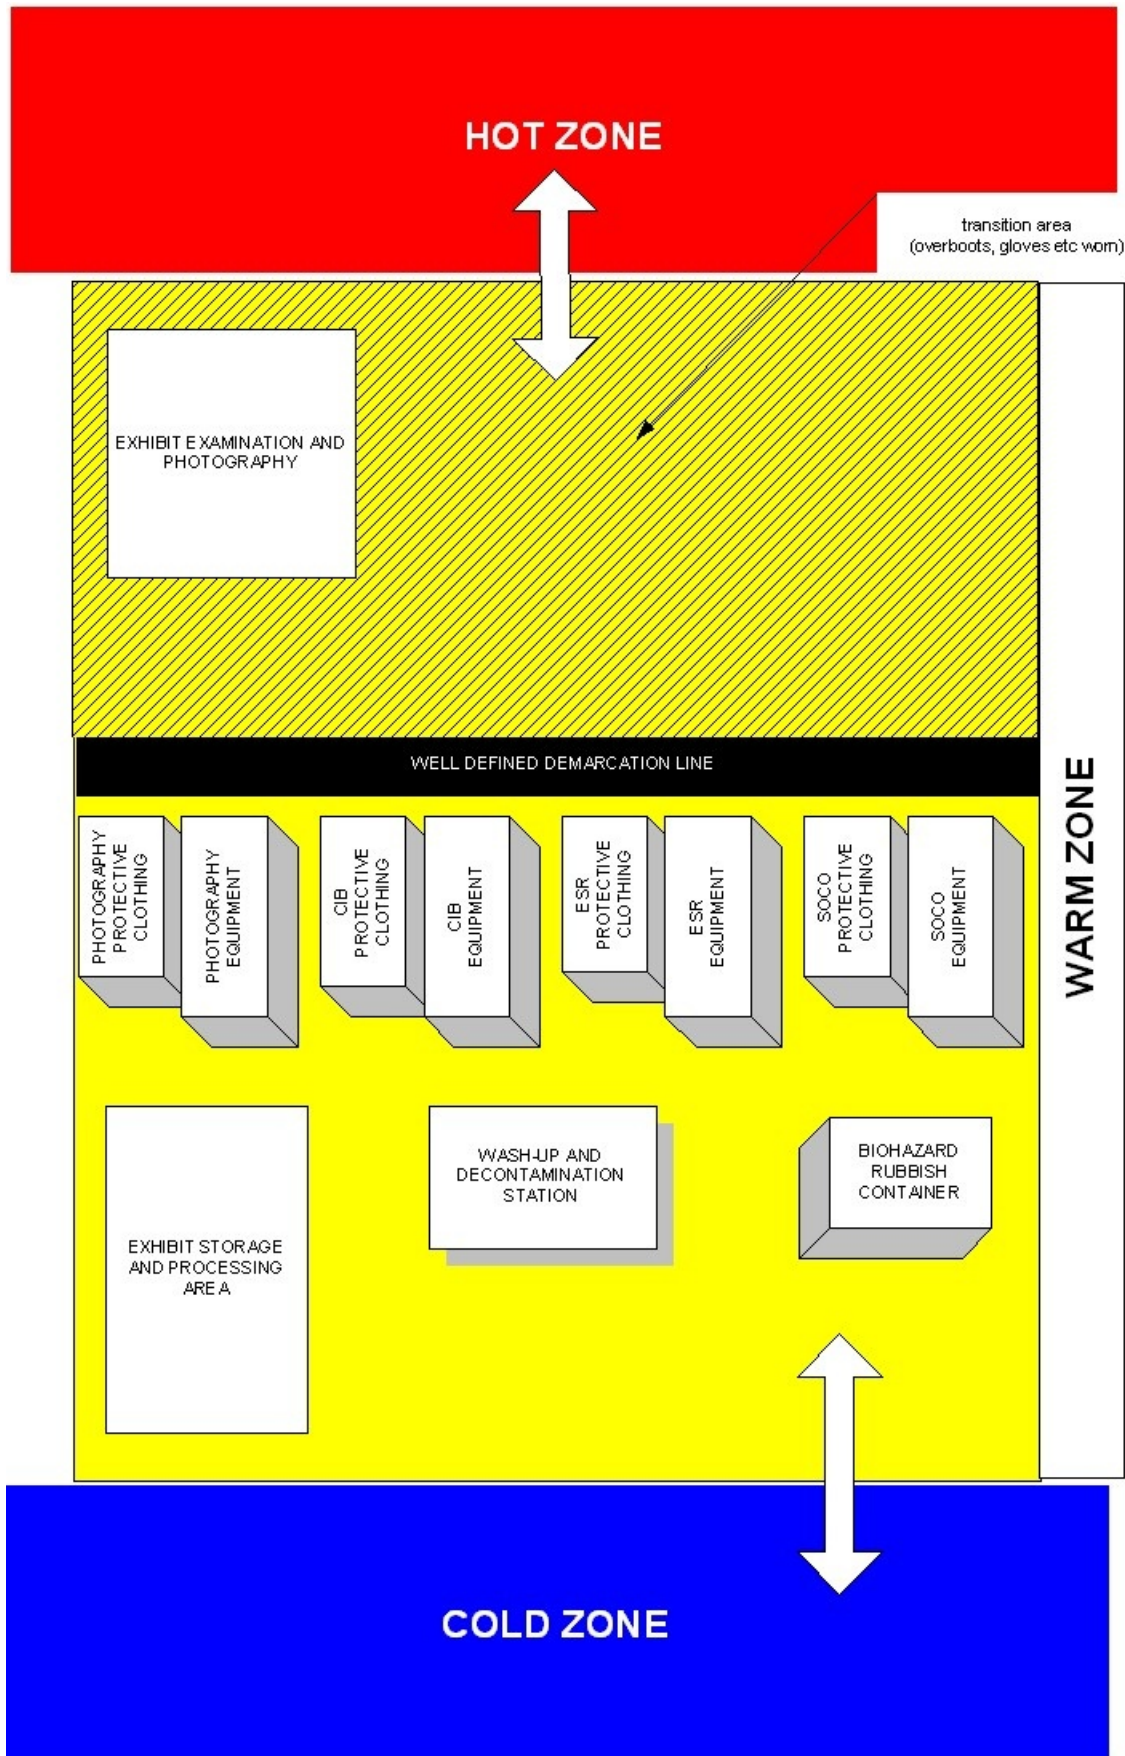 HOT ZONE
transition area
(overboots, gloves etc worn)
EXHIBIT EXAMINATION AND
PHOTOGRAPHY
WELL DEFINED DEMARCATION LINE
WARM ZONE
PHOTOGRAPHY
PROTECTIVE
CLOTHING
PHOTOGRAPHY
EQUIPMENT
CIB
PROTECTIVE
CLOTHING
CIB
EQUIPMENT
ESR
PROTECTIVE
CLOTHING
ESR
EQUIPMENT
SOCO
PROTECTIVE
CLOTHING
SOCO
EQUIPMENT
EXHIBIT STORAGE
AND PROCESSING
AREA
WASH-UP AND
DECONTAMINATION
STATION
BIOHAZARD
RUBBISH
CONTAINER
COLD ZONE